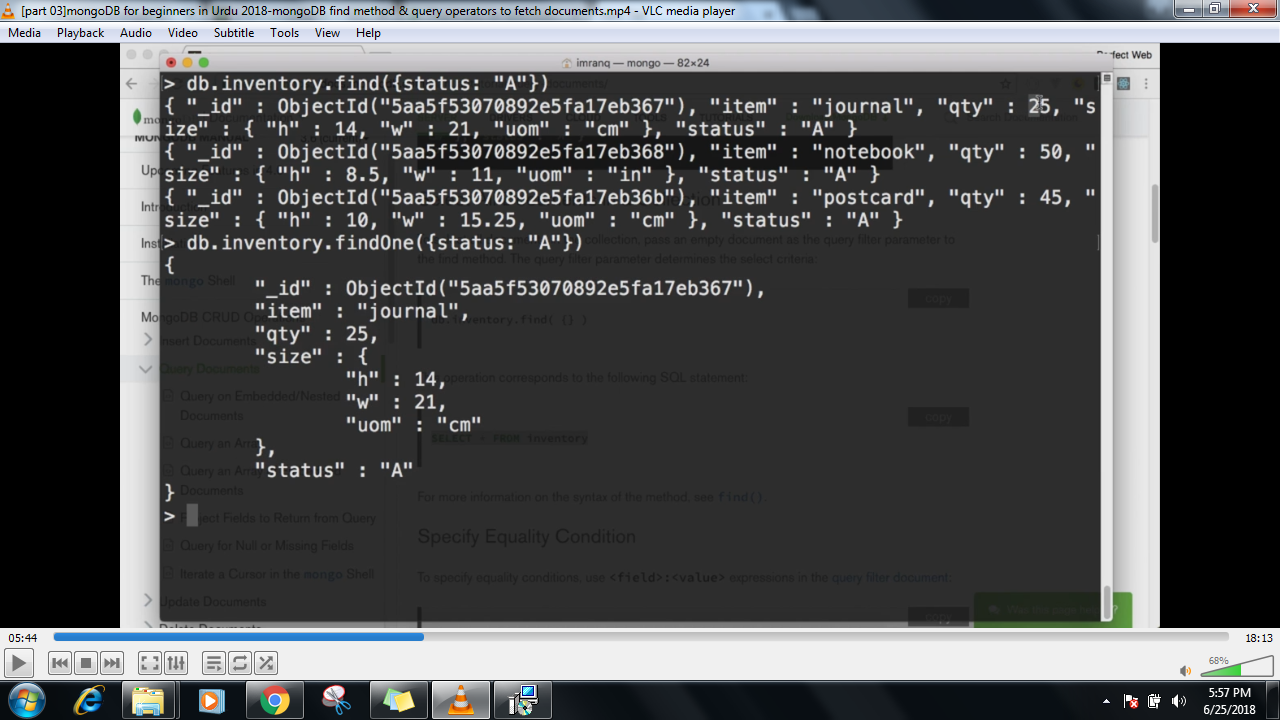 [part 03]mongoDB for beginners in Urdu 2018-mongoDB find method & query operators to fetch documents.mp4 - VLC media player
Media Playback Audio Video Subtitle Tools View Help
Perfect Web
imranq — mongo — 82×24
> db.inventory.find({status: "A"})
{ "_id" : ObjectId("5aa5f53070892e5fa17eb367"), "item" : "journal", "qty" : 25, "s
ize" : { "h" : 14, "w" : 21, "uom" : "cm" }, "status" : "A" }
{ "_id" : ObjectId("5aa5f53070892e5fa17eb368"), "item" : "notebook", "qty" : 50, "
size" : { "h" : 8.5, "w" : 11, "uom" : "in" }, "status" : "A" }
{ "_id" : ObjectId("5aa5f53070892e5fa17eb36b"), "item" : "postcard", "qty" : 45, "
size" : { "h" : 10, "w" : 15.25, "uom" : "cm" }, "status" : "A" }
> db.inventory.findOne({status: "A"})
{
"_id" : ObjectId("5aa5f53070892e5fa17eb367"),
"item" : "journal",
"qty" : 25,
"size" : {
"h" : 14,
"w" : 21,
"uom" : "cm"
},
"status" : "A"
}
>
collection, pass an empty document as the query filter parameter to
the find method. The query filter parameter determines the select criteria:
copy
db.inventory.find( {} )
operation corresponds to the following SQL statement:
copy
SELECT * FROM inventory
For more information on the syntax of the method, see find().
Specify Equality Condition
To specify equality conditions, use <field>:<value> expressions in the query filter document:
copy
The mongo Shell
MongoDB CRUD
Insert Documents
Query Documents
Query on Embedded/Nested
Documents
Query an Array
Query an Array
Documents
Project Fields to Return from Query
Query for Null or Missing Fields
Iterate a Cursor in the mongo Shell
Update Documents
Delete Documents
05:44
18:13
68%
5:57 PM
6/25/2018